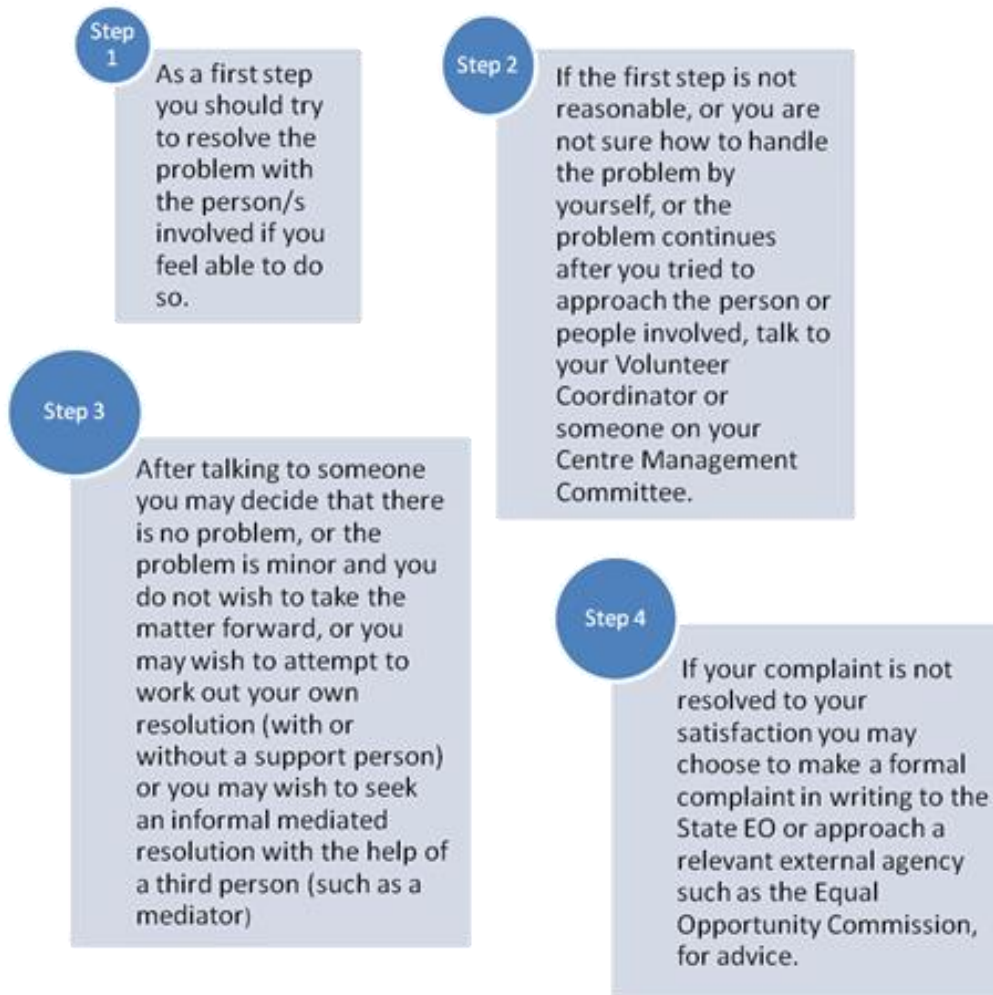 Step
1
As a first step
you should try
to resolve the
problem with
the person/s
involved if you
feel able to do
so.
Step 2
If the first step is not
reasonable, or you are
not sure how to handle
the problem by
yourself, or the
problem continues
after you tried to
approach the person or
people involved, talk to
your Volunteer
Coordinator or
someone on your
Centre Management
Committee.
Step 3
After talking to someone
you may decide that there
is no problem, or the
problem is minor and you
do not wish to take the
matter forward, or you
may wish to attempt to
work out your own
resolution (with or
without a support person)
or you may wish to seek
an informal mediated
resolution with the help of
a third person (such as a
mediator)
Step 4
If your complaint is not
resolved to your
satisfaction you may
choose to make a formal
complaint in writing to the
State EO or approach a
relevant external agency
such as the Equal
Opportunity Commission,
for advice.